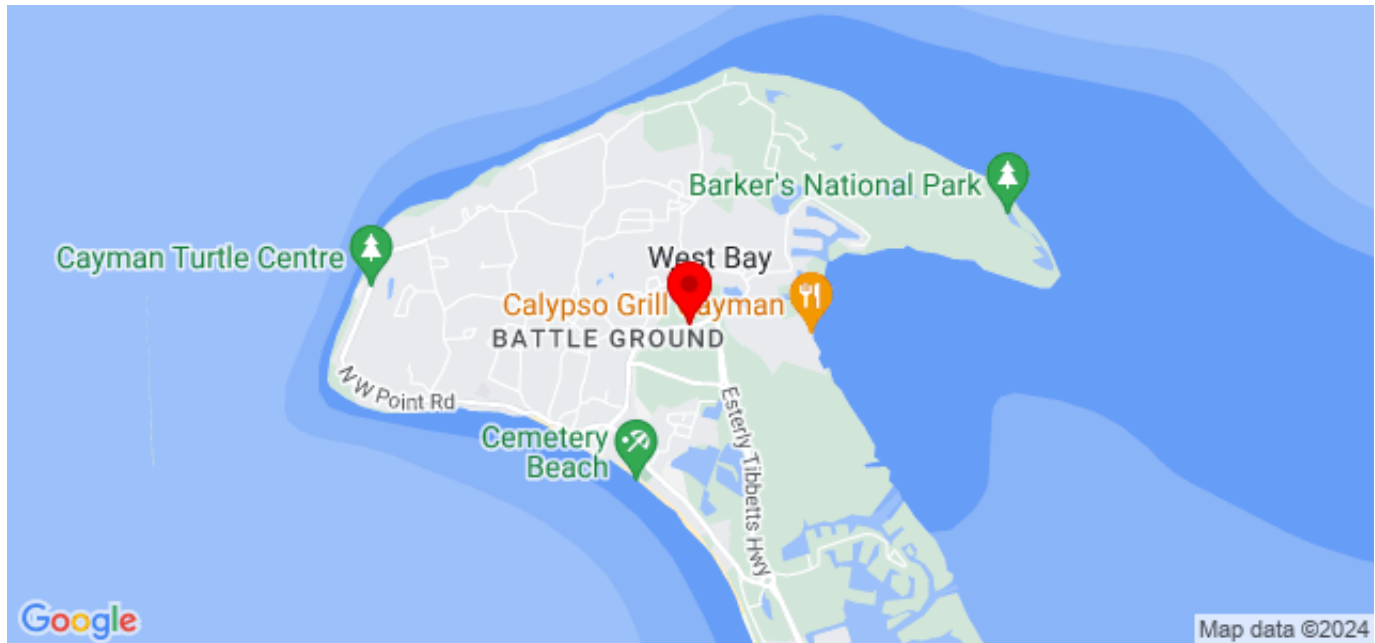 Barker's National Park
Cayman Turtle Centre
West Bay
Calypso Grill Cayman
BATTLE GROUND
NW Point Rd
Esterly Tibbetts Hwy
Cemetery
Beach
Google
Map data ©2024